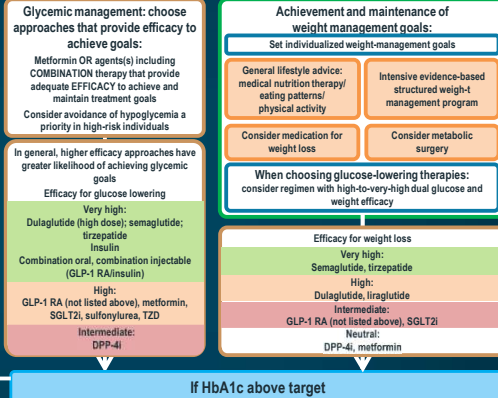 Glycemic management: choose
approaches that provide efficacy to
achieve goals:
Metformin OR agents(s) including
COMBINATION therapy that provide
adequate EFFICACY to achieve and
maintain treatment goals
Consider avoidance of hypoglycemia a
priority in high-risk individuals
In general, higher efficacy approaches have
greater likelihood of achieving glycemic
goals
Efficacy for glucose lowering
Very high:
Dulaglutide (high dose); semaglutide;
tirzepatide
Insulin
Combination oral, combination injectable
(GLP-1 RA/insulin)
High:
GLP-1 RA (not listed above), metformin,
SGLT2i, sulfonylurea, TZD
Intermediate:
DPP-4i
Achievement and maintenance of
weight management goals:
Set individualized weight-management goals
General lifestyle advice:
medical nutrition therapy/
eating patterns/
physical activity
Intensive evidence-based
structured weigh-t
management program
Consider medication for
weight loss
Consider metabolic
surgery
When choosing glucose-lowering therapies:
consider regimen with high-to-very-high dual glucose and
weight efficacy
Efficacy for weight loss
Very high:
Semaglutide, tirzepatide
High:
Dulaglutide, liraglutide
Intermediate:
GLP-1 RA (not listed above), SGLT2i
Neutral:
DPP-4i, metformin
If HbA1c above target